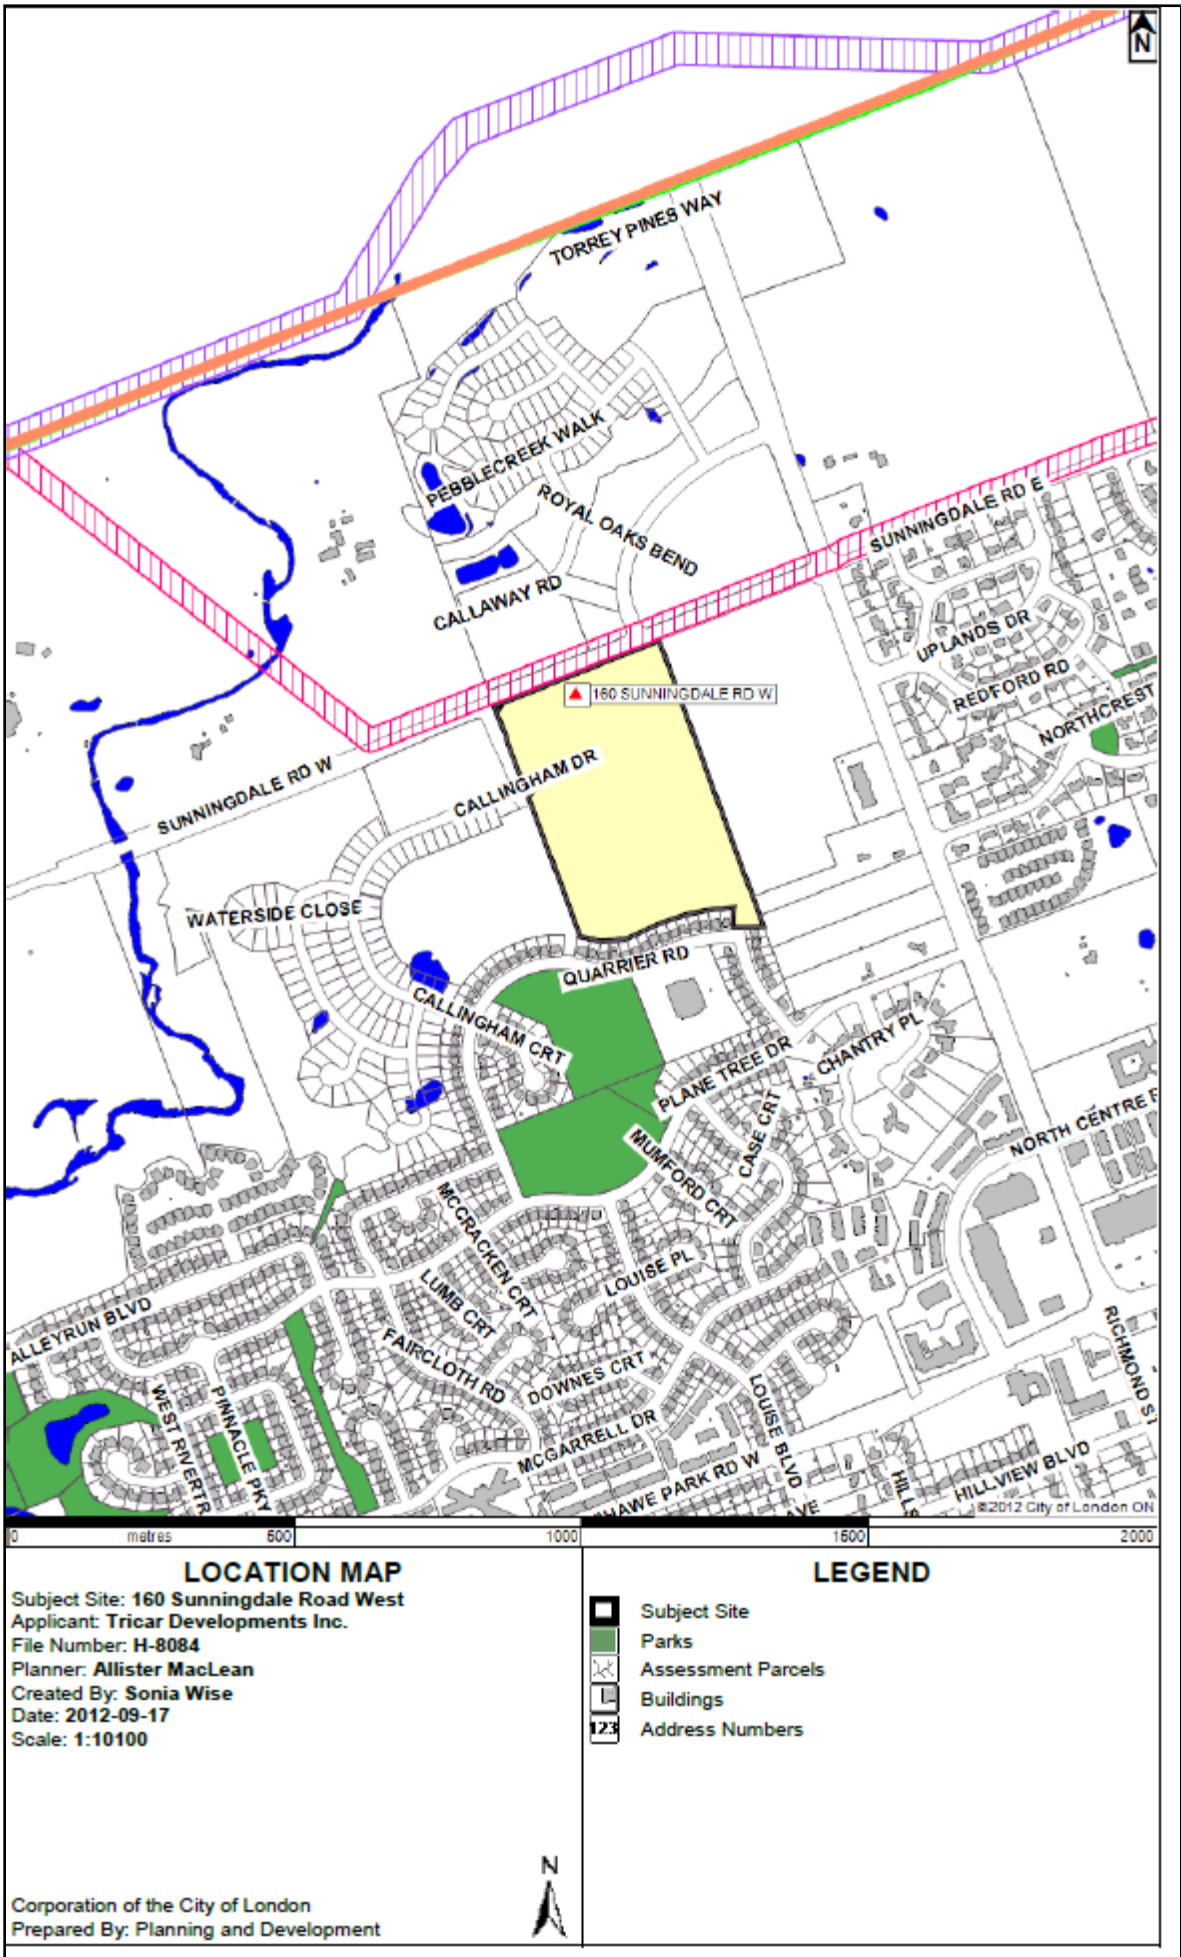 N
TORREY PINES WAY
PEBBLECREEK WALK
ROYAL OAKS BEND
SUNNINGDALE RD E
CALLAWAY RD
UPLANDS DR
REDFORD RD
160 SUNNINGDALE RD W
NORTHCREST
CALLINGHAM DR
SUNNINGDALE RD W
WATERSIDE CLOSE
QUARRIER RD
CALLINGHAM CRT
CHANTRY PL
PLANE TREE DR
CASE CRT
NORTH CENTRE
MUMFORD CRT
MCCRACKEN CRT
LOUISE PL
LUMB CRT
ALLEYRUN BLVD
FAIRCLOTH RD
DOWNES CRT
RICHMOND ST
WEST RIVERTR
PINNACLE PKY
LOUISE BLVD
MCGARRELL DR
HAWE PARK RD W
HILLS
HILLVIEW BLVD
AVE
©2012 City of London ON
0 metres 500 1000 1500 2000
LOCATION MAP
Subject Site: 160 Sunningdale Road West
Applicant: Tricar Developments Inc.
File Number: H-8084
Planner: Allister MacLean
Created By: Sonia Wise
Date: 2012-09-17
Scale: 1:10100
N
Corporation of the City of London
Prepared By: Planning and Development
LEGEND
Subject Site
Parks
Assessment Parcels
Buildings
123 Address Numbers